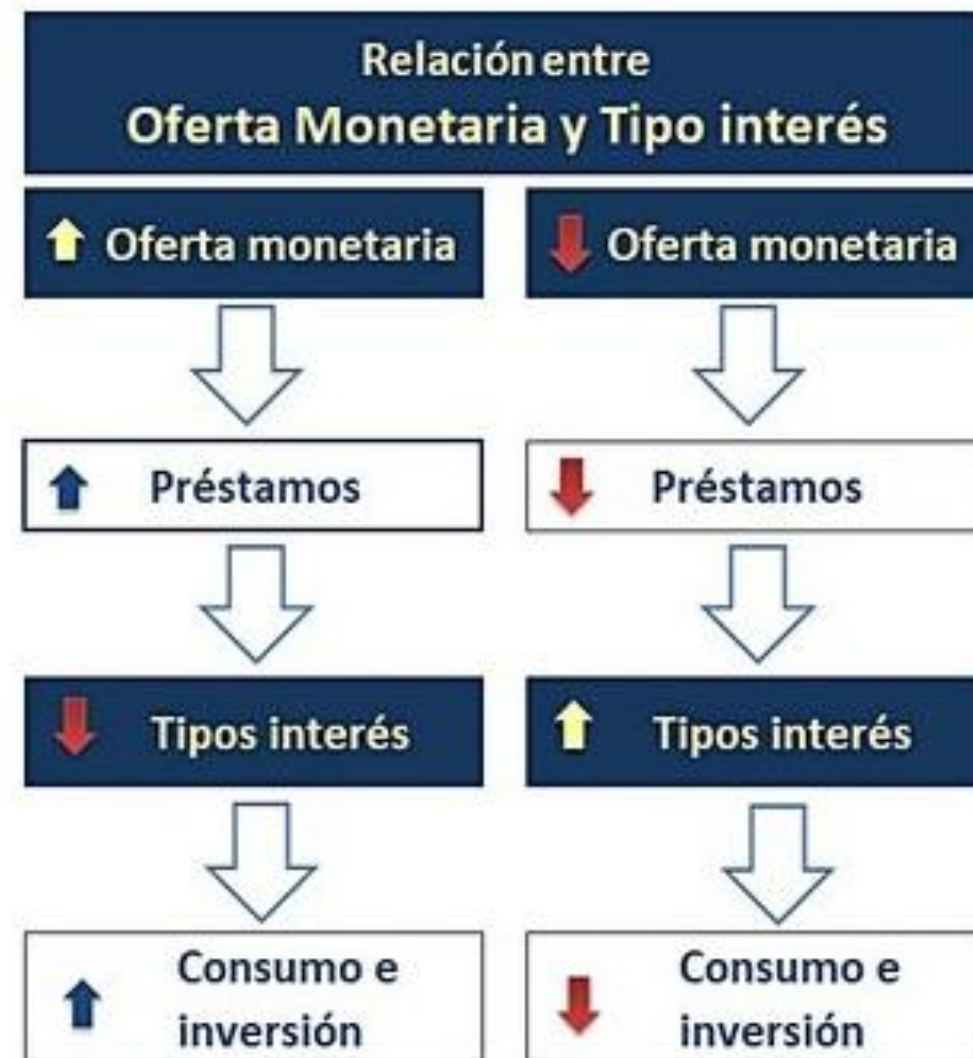 Relación entre
Oferta Monetaria y Tipo interés
Oferta monetaria
Oferta monetaria
Préstamos
Préstamos
Tipos interés
Tipos interés
Consumo e
inversión
Consumo e
inversión